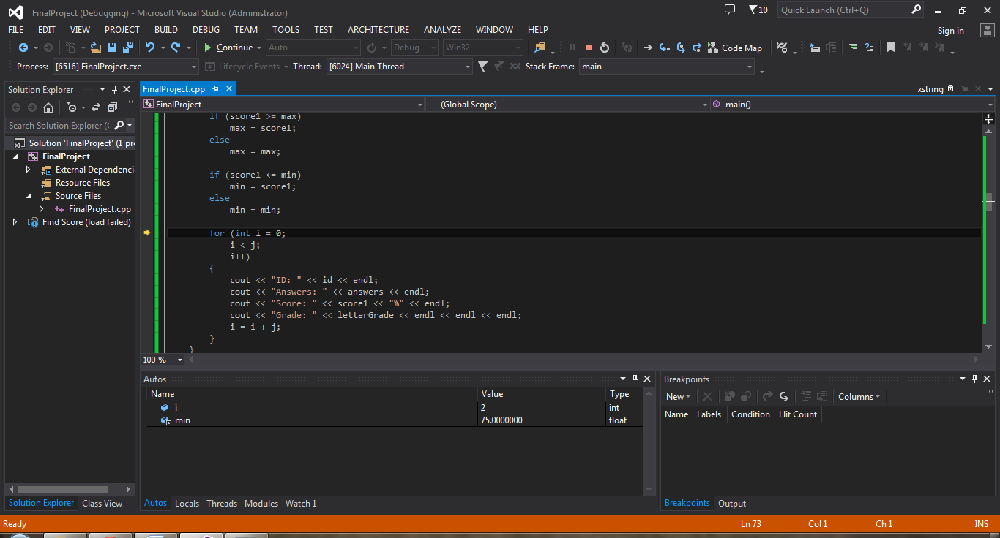 FinalProject (Debugging) - Microsoft Visual Studio (Administrator)
10
Quick Launch (Ctrl+Q)
FILE EDIT VIEW PROJECT BUILD DEBUG TEAM TOOLS TEST ARCHITECTURE ANALYZE WINDOW HELP
Sign in
Continue Auto Debug Win32 Code Map
Process: [6516] FinalProject.exe Lifecycle Events Thread: [6024] Main Thread Stack Frame: main
Solution Explorer
Search Solution Explorer (
Solution 'FinalProject' (1 pr
FinalProject
External Dependenci
Resource Files
Source Files
FinalProject.cpp
Find Score (load failed)
Solution Explorer Class View
FinalProject.cpp
xstring
FinalProject (Global Scope) main()
if (score1 >= max)
max = score1;
else
max = max;
if (score1 <= min)
min = score1;
else
min = min;
for (int i = 0;
i < j;
i++)
{
cout << "ID: " << id << endl;
cout << "Answers: " << answers << endl;
cout << "Score: " << score1 << "%" << endl;
cout << "Grade: " << letterGrade << endl << endl << endl;
i = i + j;
}
}
100 %
Autos
Name Value Type
i 2 int
min 75.0000000 float
Autos Locals Threads Modules Watch 1
Breakpoints
New Columns
Name Labels Condition Hit Count
Breakpoints Output
Ready Ln 73 Col 1 Ch 1 INS